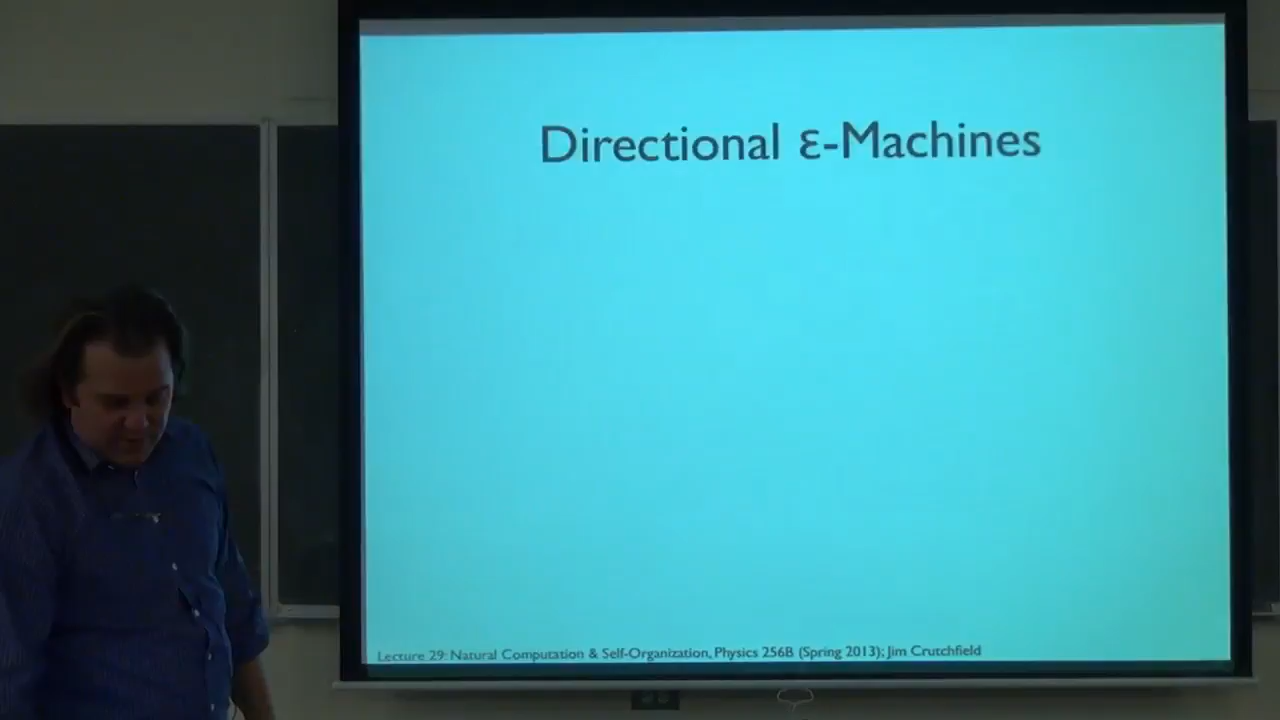 Directional ε-Machines
Lecture 29: Natural Computation & Self-Organization, Physics 256B (Spring 2013); Jim Crutchfield